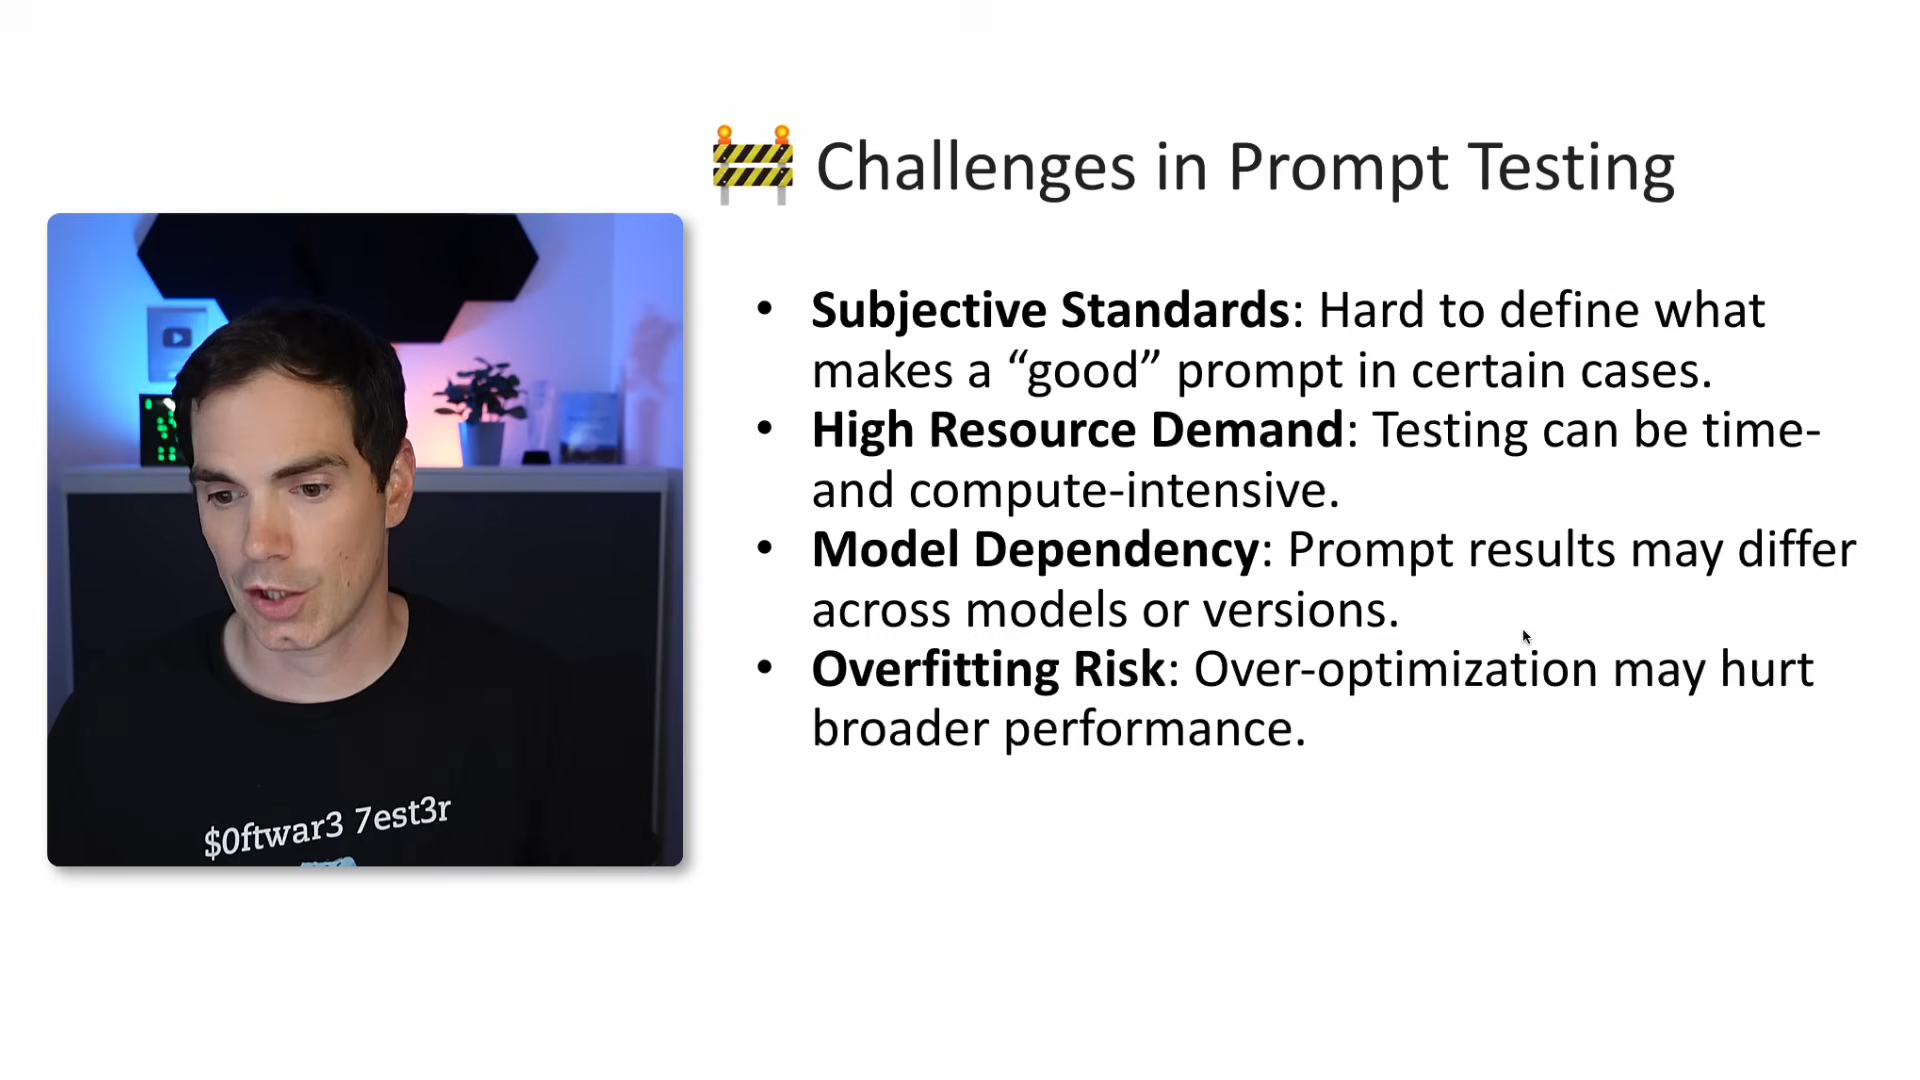 🚧 Challenges in Prompt Testing
• Subjective Standards: Hard to define what
makes a “good” prompt in certain cases.
• High Resource Demand: Testing can be time-
and compute-intensive.
• Model Dependency: Prompt results may differ
across models or versions.
• Overfitting Risk: Over-optimization may hurt
broader performance.
$0ftwar3 7est3r